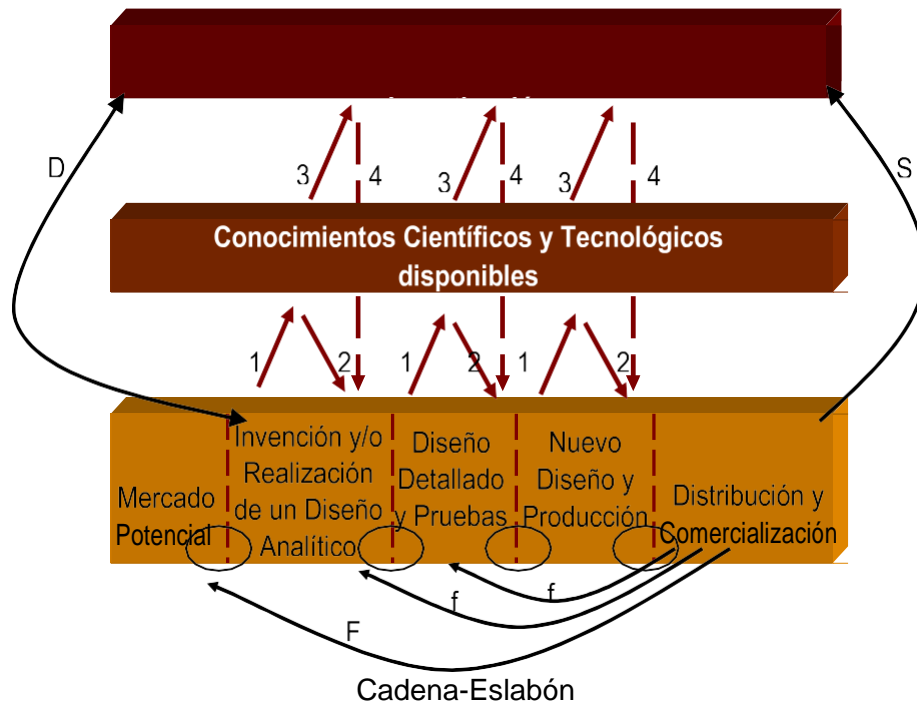 D
S
3
4
3
4
3
4
Conocimientos Científicos y Tecnológicos
disponibles
1
2
1
2
1
2
Mercado
Potencial
Invención y/o
Realización
de un Diseño
Analítico
Diseño
Detallado
y Pruebas
Nuevo
Diseño y
Producción
Distribución y
Comercialización
f
f
F
Cadena-Eslabón